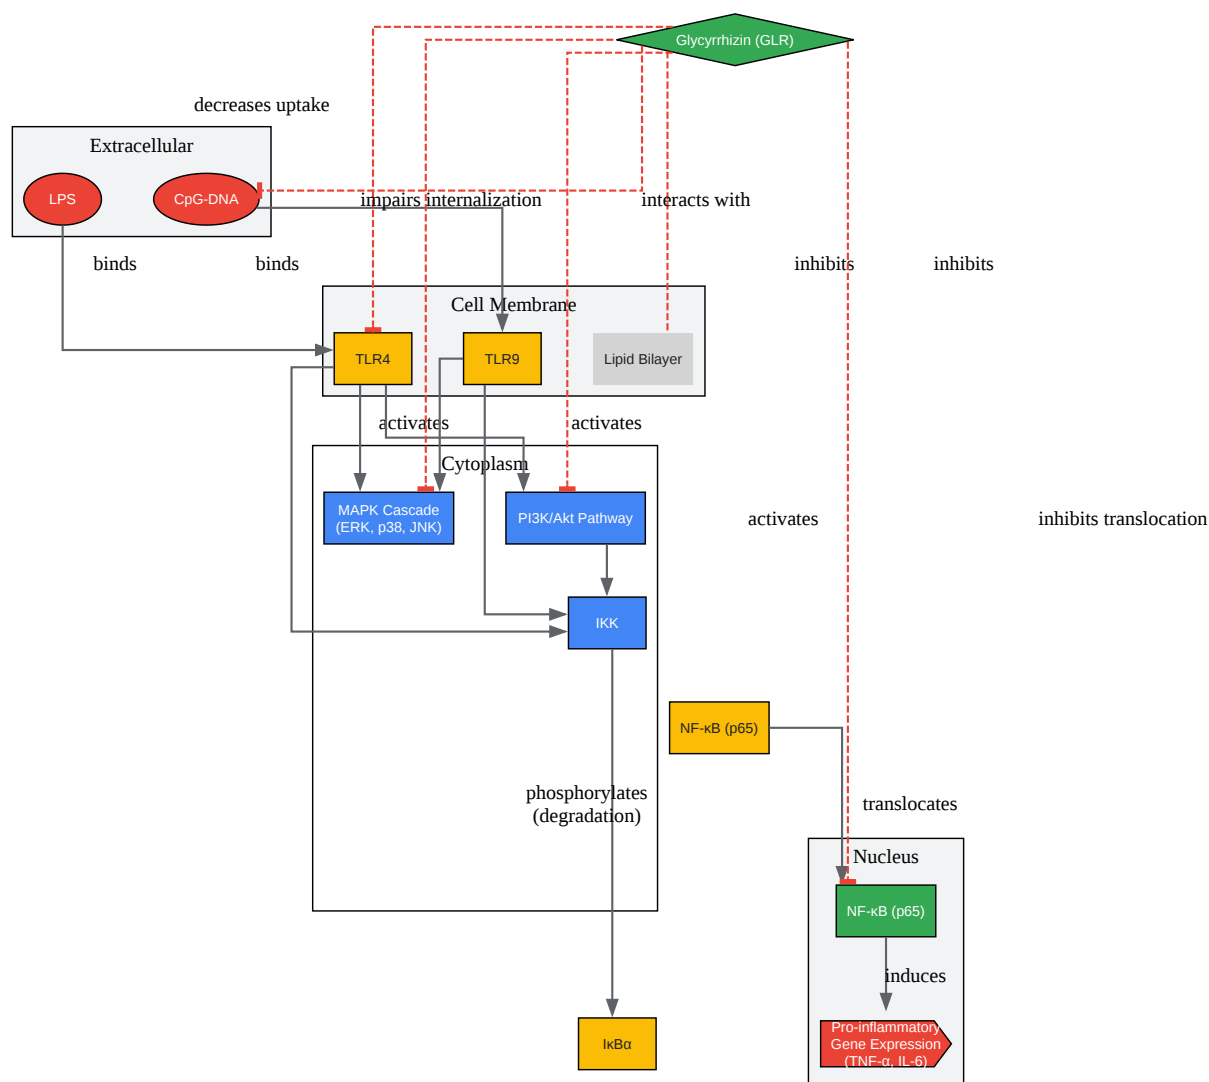 Glycyrrhizin (GLR)
decreases uptake
Extracellular
LPS
CpG-DNA
impairs internalization
interacts with
binds
binds
inhibits
inhibits
Cell Membrane
TLR4
TLR9
Lipid Bilayer
activates
activates
Cytoplasm
MAPK Cascade
(ERK, p38, JNK)
PI3K/Akt Pathway
activates
inhibits translocation
IKK
NF-κB (p65)
phosphorylates
(degradation)
translocates
Nucleus
NF-κB (p65)
induces
Pro-inflammatory
Gene Expression
(TNF-α, IL-6)
IκBα